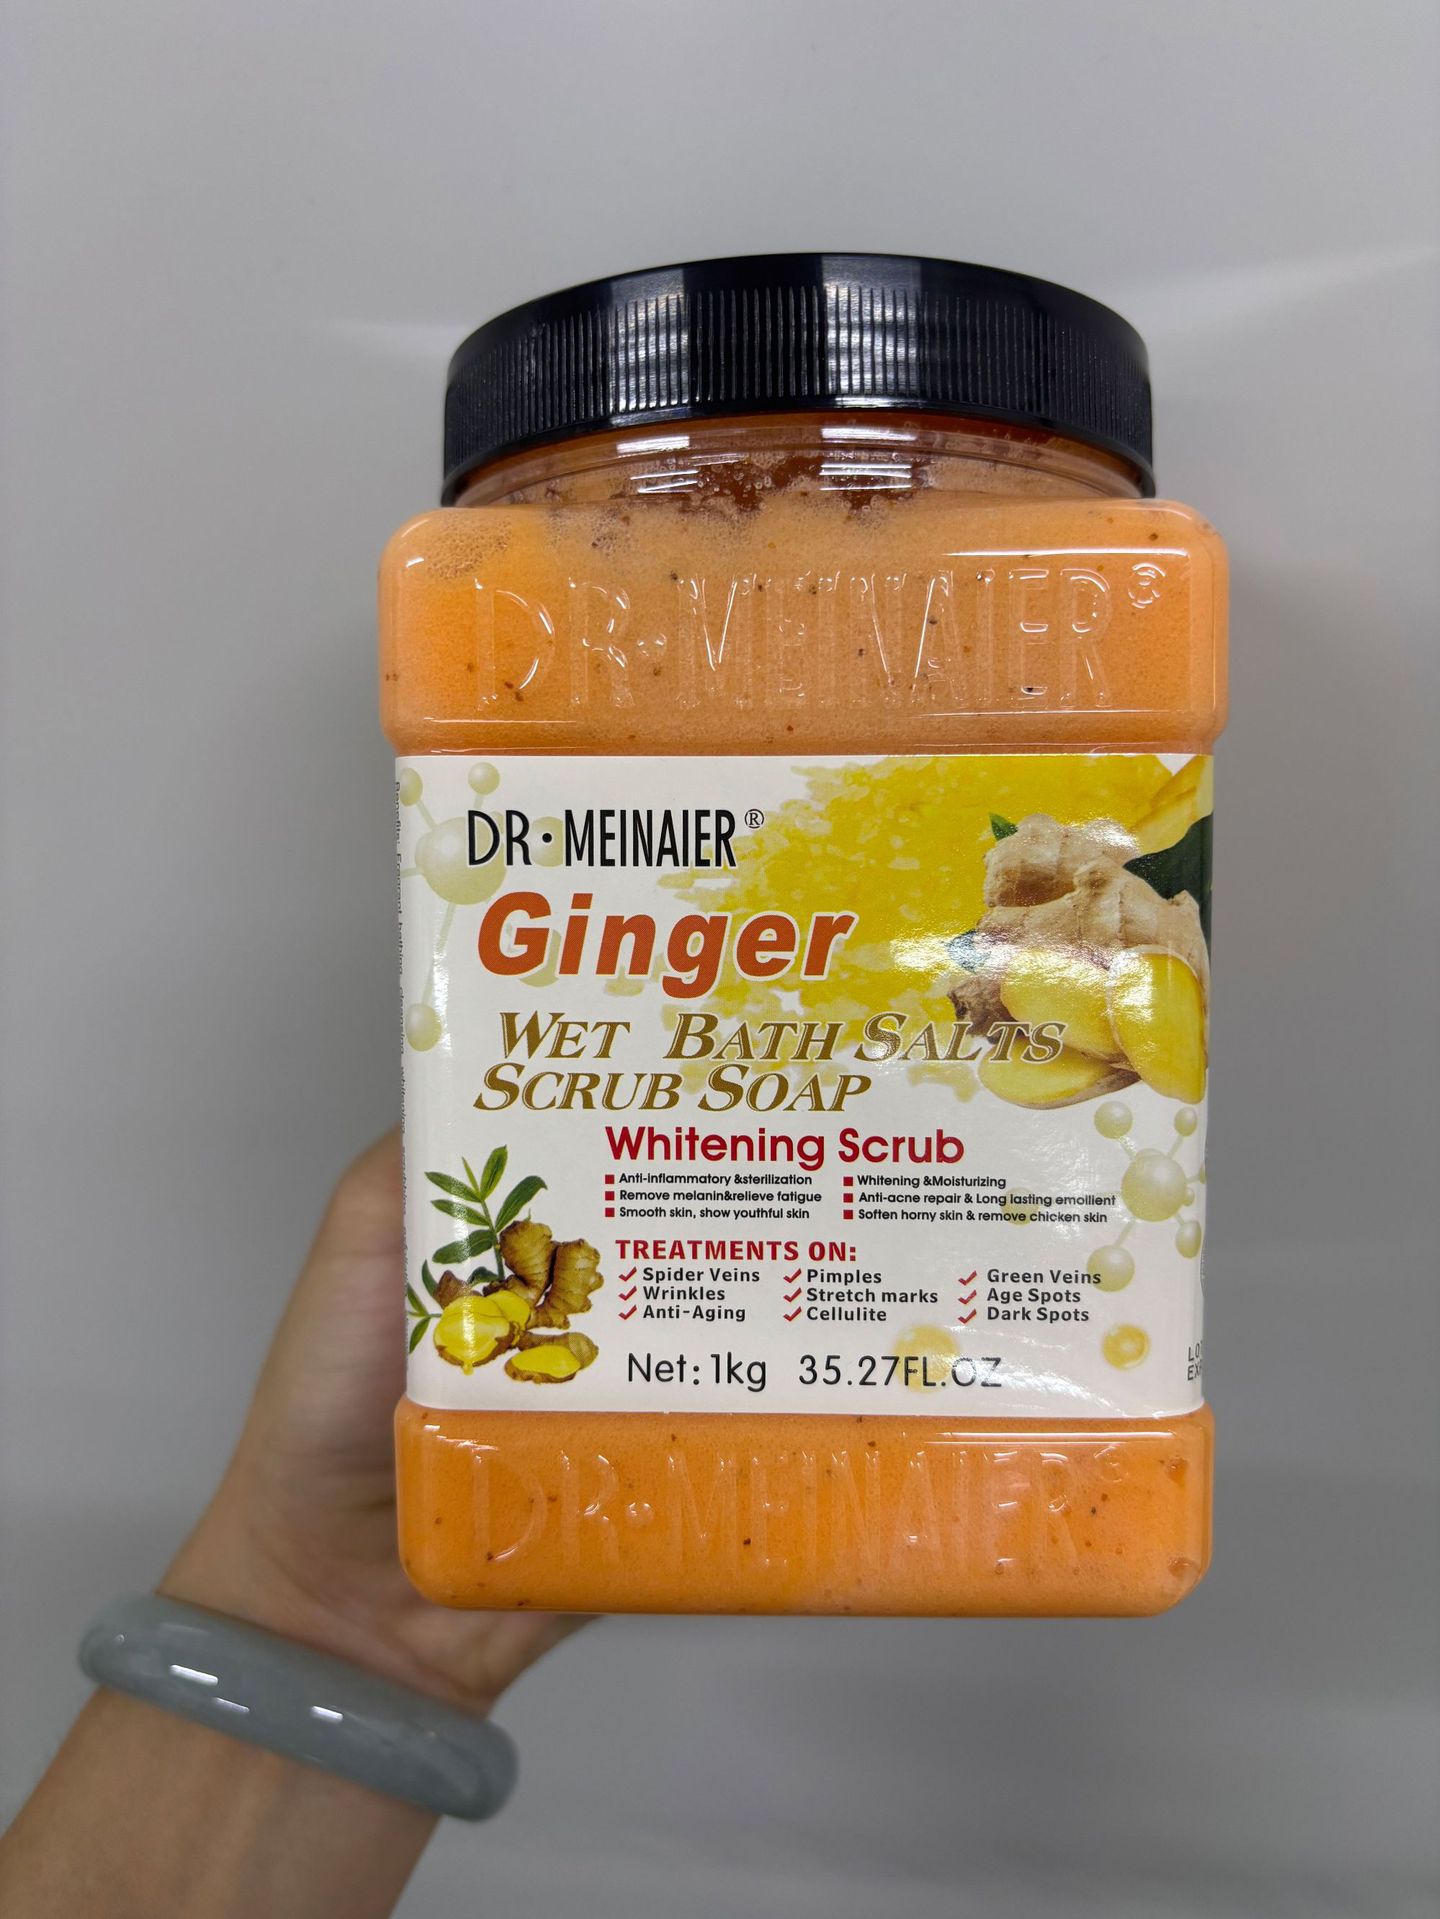 DR·MEINAIER®
DR·MEINAIER®
Ginger
WET BATH SALTS
SCRUB SOAP
Whitening Scrub
Anti-inflammatory &sterilization
Whitening &Moisturizing
Remove melanin&relieve fatigue
Anti-acne repair & Long lasting emollient
Smooth skin, show youthful skin
Soften horny skin & remove chicken skin
TREATMENTS ON:
Spider Veins
Pimples
Green Veins
Wrinkles
Stretch marks
Age Spots
Anti-Aging
Cellulite
Dark Spots
Net: 1kg 35.27FL.OZ
DR·MEINAIER®